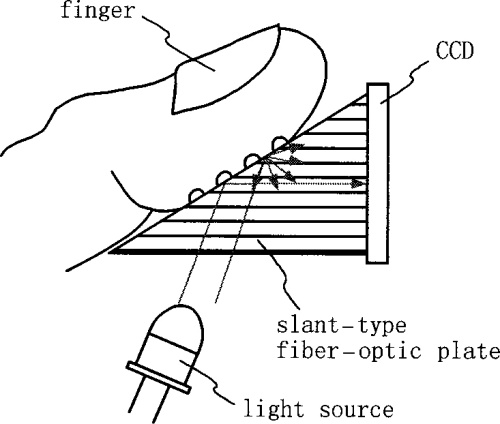 finger
CCD
slant-type
fiber-optic plate
light source